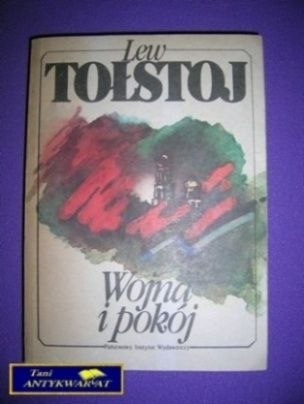 Lew
TOŁSTOJ
Wojna
i pokój
Państwowy Instytut Wydawniczy
Tani
ANTYKWARIAT